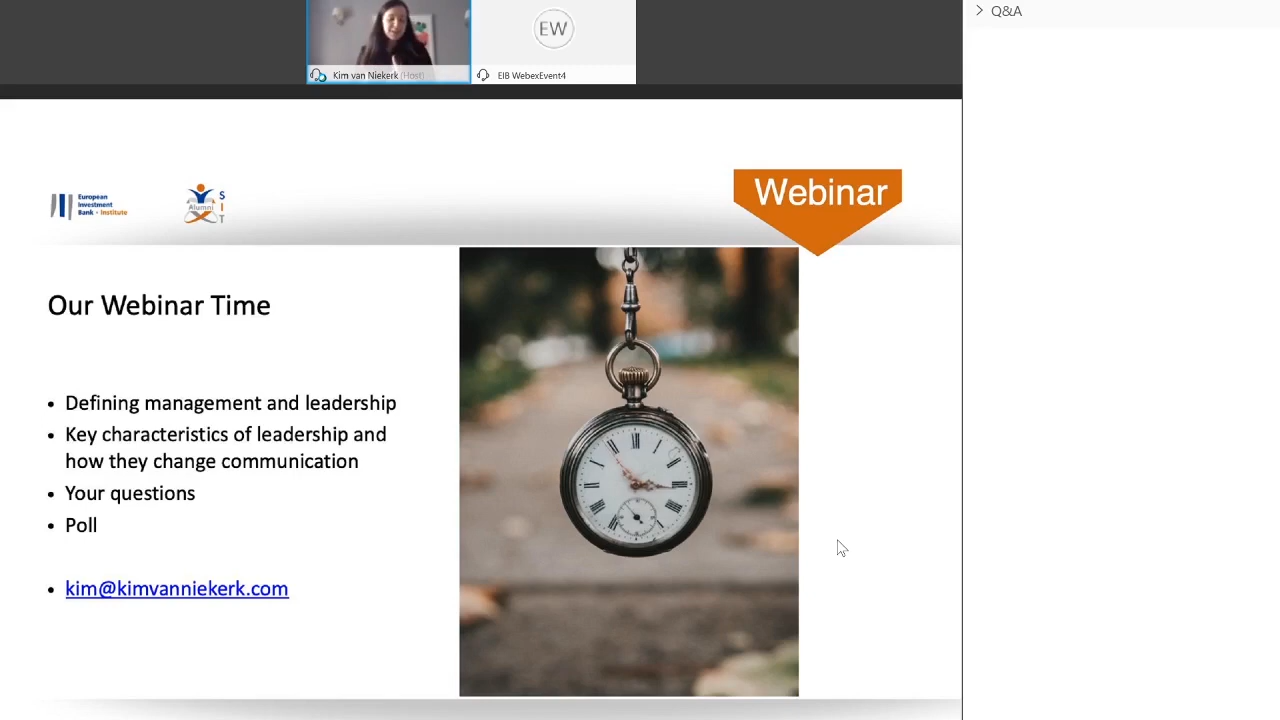 Q&A
EW
Kim van Niekerk (Host)
EIB WebexEvent4
European
Investment
Bank - Institute
Alumni
S
I
T
Webinar
Our Webinar Time
• Defining management and leadership
• Key characteristics of leadership and
how they change communication
• Your questions
• Poll
• kim@kimvanniekerk.com